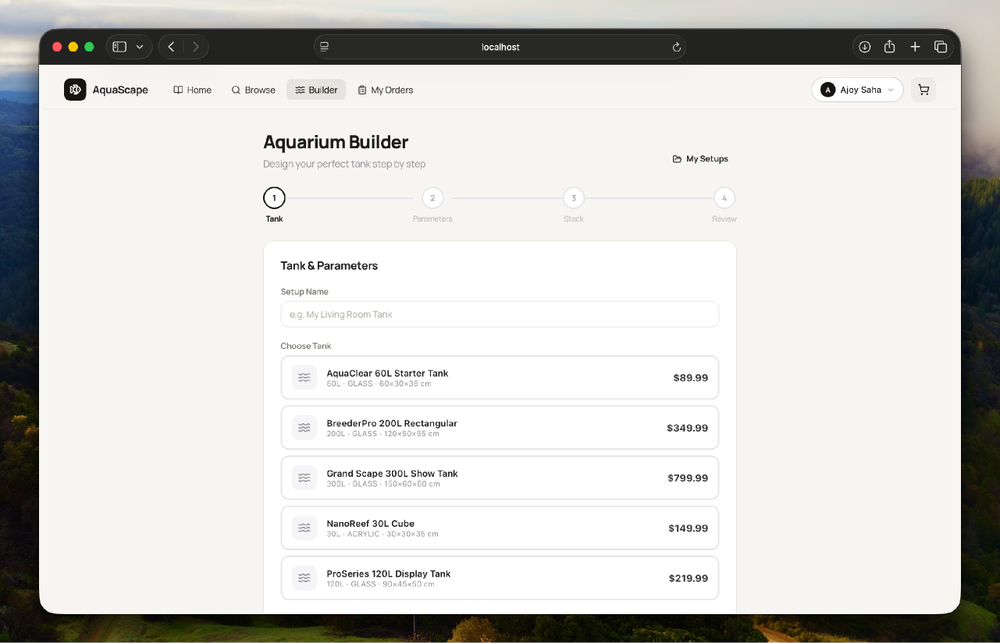 localhost
AquaScape
Home
Browse
Builder
My Orders
A
Ajoy Saha
Aquarium Builder
Design your perfect tank step by step
My Setups
1
2
3
4
Tank
Parameters
Stock
Review
Tank & Parameters
Setup Name
e.g. My Living Room Tank
Choose Tank
AquaClear 60L Starter Tank
60L · GLASS · 60×30×36 cm
$89.99
BreederPro 200L Rectangular
200L · GLASS · 120×50×55 cm
$349.99
Grand Scape 300L Show Tank
300L · GLASS · 150×60×60 cm
$799.99
NanoReef 30L Cube
30L · ACRYLIC · 30×30×35 cm
$149.99
ProSeries 120L Display Tank
120L · GLASS · 90×45×50 cm
$219.99